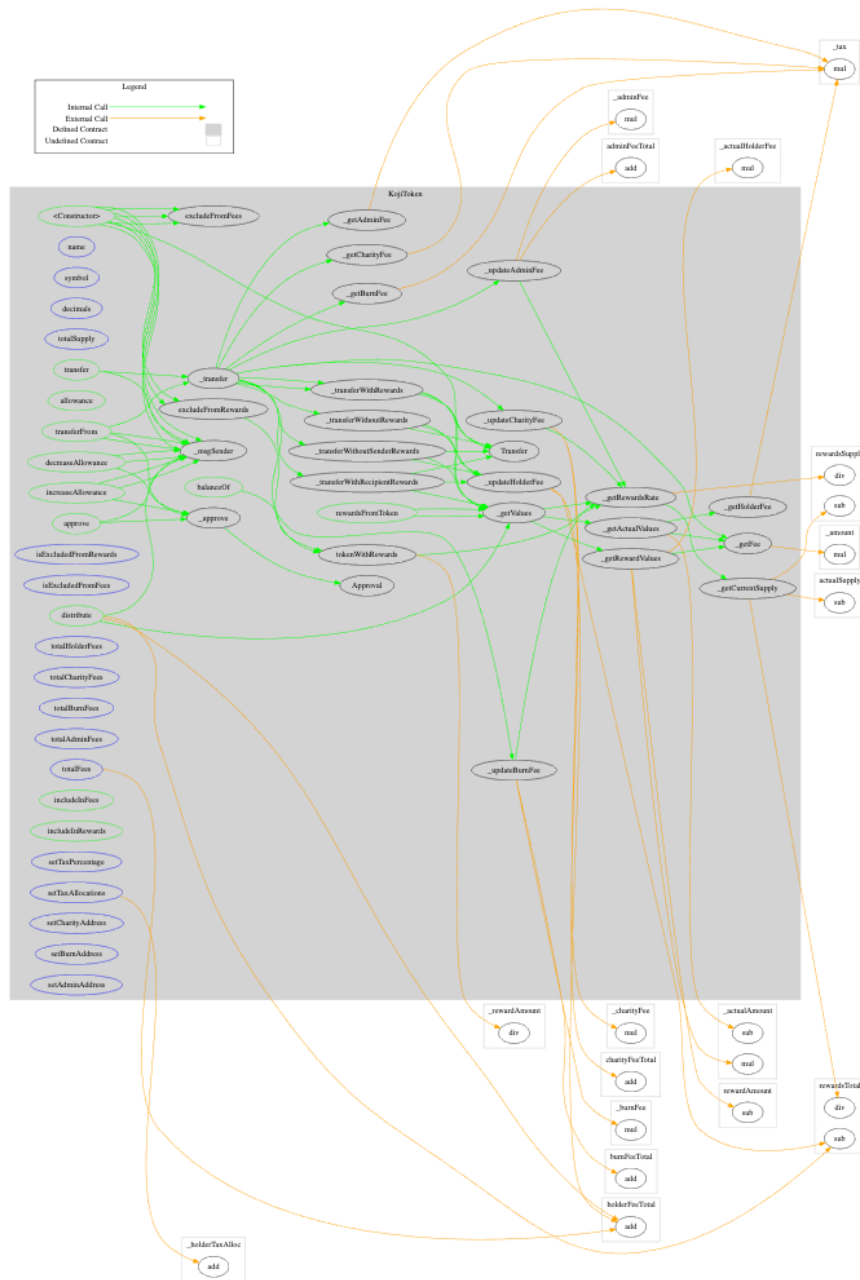 _tax
mul
Legend
Internal Call
External Call
Defined Contract
Undefined Contract
_adminFee
mul
adminFeeTotal
add
_actualHolderFee
mul
KojiToken
<Constructor>
excludeFromFees
_getAdminFee
name
_getCharityFee
symbol
_updateAdminFee
_getBurnFee
decimals
totalSupply
transfer
_transfer
_transferWithRewards
allowance
excludeFromRewards
_transferWithoutRewards
_updateCharityFee
transferFrom
_msgSender
_transferWithoutSenderRewards
Transfer
rewardsSupply
decreaseAllowance
div
_transferWithRecipientRewards
_updateHolderFee
balanceOf
increaseAllowance
_getRewardsRate
_getHolderFee
sub
rewardsFromToken
_getValues
approve
_approve
_getActualValues
_amount
_getFee
mul
isExcludedFromRewards
tokenWithRewards
_getRewardValues
actualSupply
isExcludedFromFees
Approval
_getCurrentSupply
sub
distribute
totalHolderFees
totalCharityFees
totalBurnFees
totalAdminFees
totalFees
_updateBurnFee
includeInFees
includeInRewards
setTaxPercentage
setTaxAllocations
setCharityAddress
setBurnAddress
setAdminAddress
_rewardAmount
div
_charityFee
mul
_actualAmount
sub
charityFeeTotal
add
mul
rewardsTotal
rewardAmount
sub
div
_burnFee
mul
sub
burnFeeTotal
add
holderFeeTotal
add
_holderTaxAlloc
add